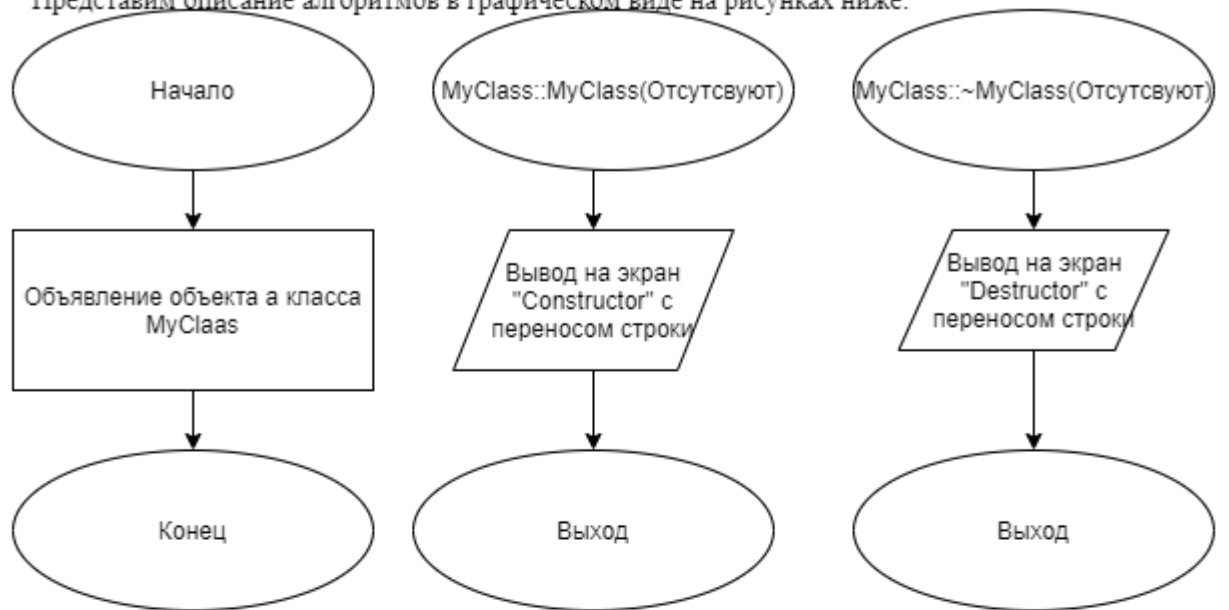 Представим описание алгоритмов в графическом виде на рисунках ниже.
Начало
Объявление объекта a класса
MyClaas
Конец
MyClass::MyClass(Отсутсвуют)
Вывод на экран
"Constructor" с
переносом строки
Выход
MyClass::~MyClass(Отсутсвуют)
Вывод на экран
"Destructor" с
переносом строки
Выход